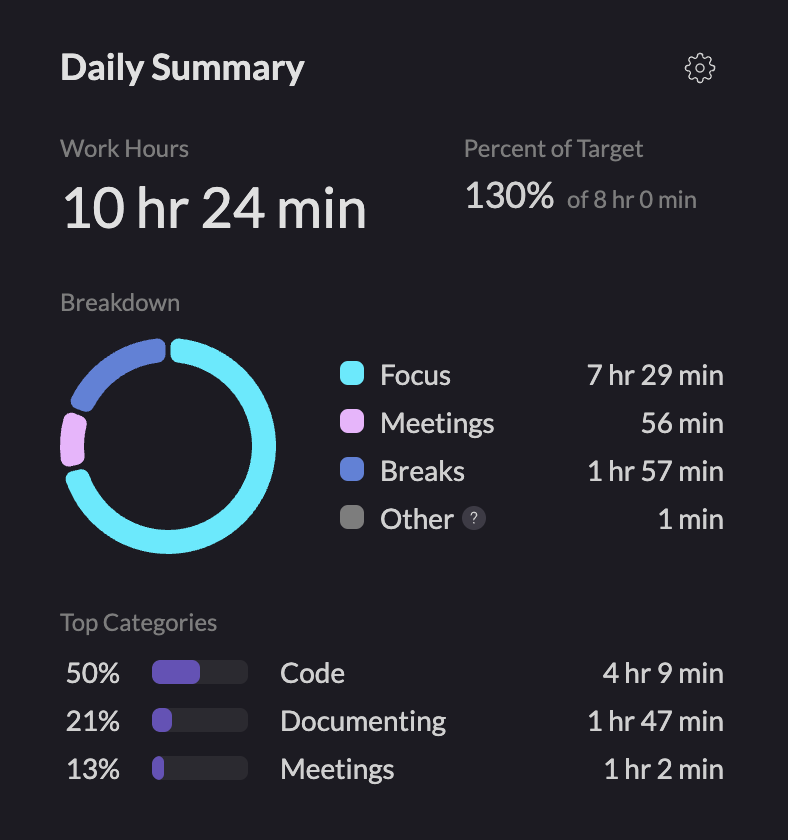 Daily Summary
Work Hours
10 hr 24 min
Percent of Target
130% of 8 hr 0 min
Breakdown
Focus 7 hr 29 min
Meetings 56 min
Breaks 1 hr 57 min
Other ? 1 min
Top Categories
50% Code 4 hr 9 min
21% Documenting 1 hr 47 min
13% Meetings 1 hr 2 min